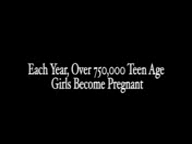 Each Year, Over 750,000 Teen Age
Girls Become Pregnant